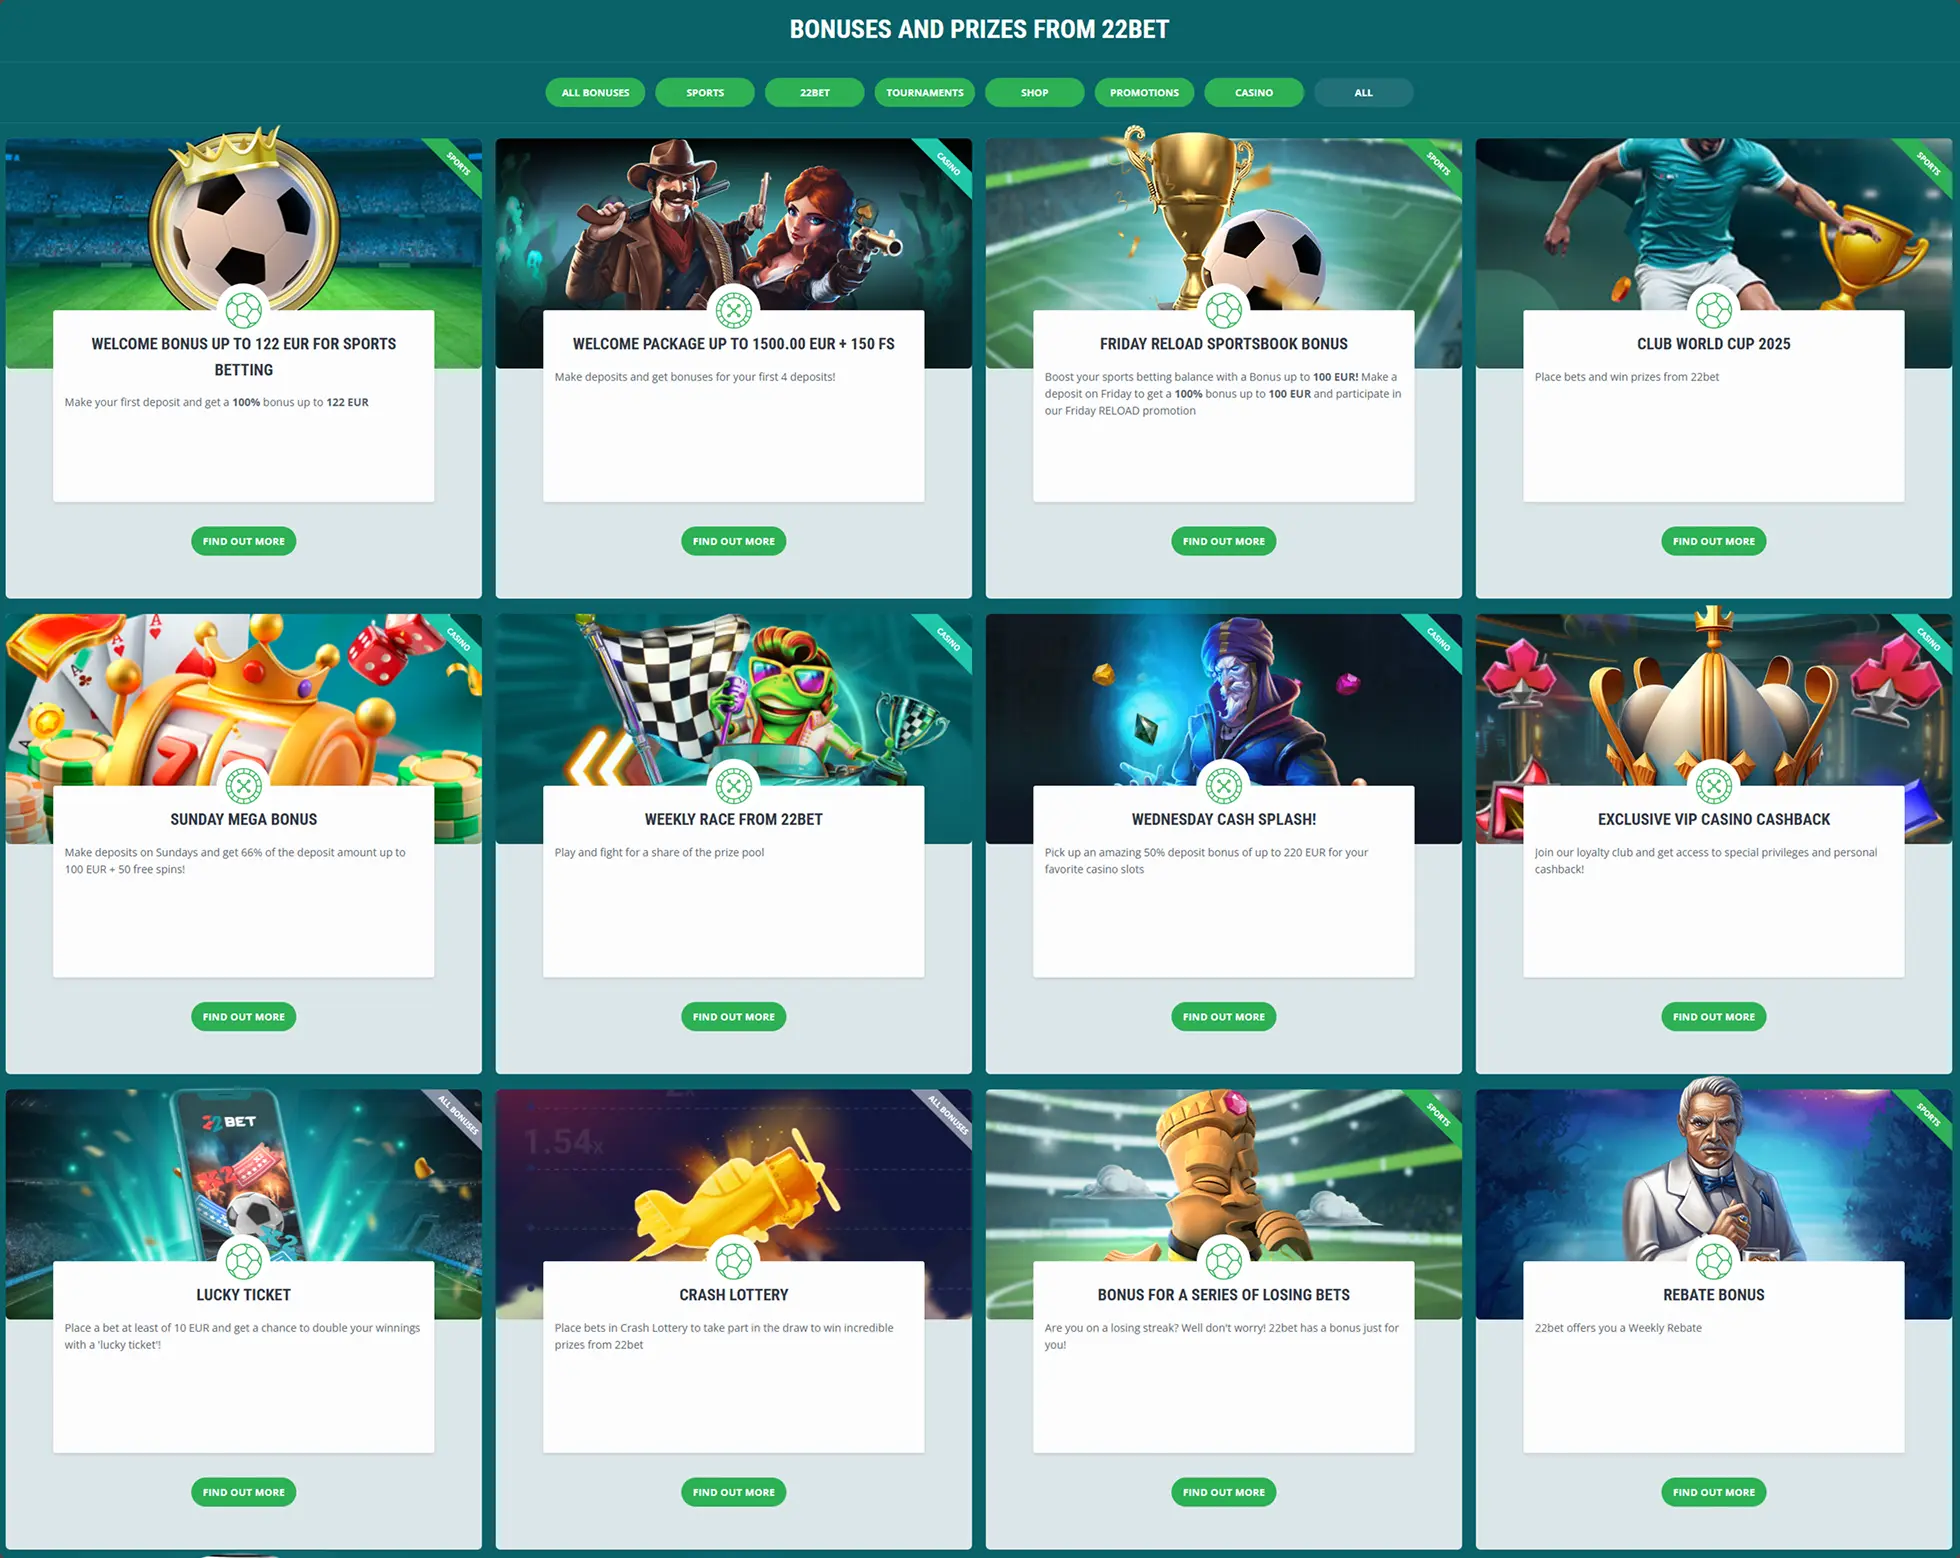 BONUSES AND PRIZES FROM 22BET
ALL BONUSES
SPORTS
22BET
TOURNAMENTS
SHOP
PROMOTIONS
CASINO
ALL
SPORTS
WELCOME BONUS UP TO 122 EUR FOR SPORTS
BETTING
Make your first deposit and get a 100% bonus up to 122 EUR
FIND OUT MORE
CASINO
WELCOME PACKAGE UP TO 1500.00 EUR + 150 FS
Make deposits and get bonuses for your first 4 deposits!
FIND OUT MORE
SPORTS
FRIDAY RELOAD SPORTSBOOK BONUS
Boost your sports betting balance with a Bonus up to 100 EUR! Make a
deposit on Friday to get a 100% bonus up to 100 EUR and participate in
our Friday RELOAD promotion
FIND OUT MORE
SPORTS
CLUB WORLD CUP 2025
Place bets and win prizes from 22bet
FIND OUT MORE
CASINO
A
A
A
7
SUNDAY MEGA BONUS
Make deposits on Sundays and get 66% of the deposit amount up to
100 EUR + 50 free spins!
FIND OUT MORE
CASINO
WEEKLY RACE FROM 22BET
Play and fight for a share of the prize pool
FIND OUT MORE
CASINO
WEDNESDAY CASH SPLASH!
Pick up an amazing 50% deposit bonus of up to 220 EUR for your
favorite casino slots
FIND OUT MORE
CASINO
EXCLUSIVE VIP CASINO CASHBACK
Join our loyalty club and get access to special privileges and personal
cashback!
FIND OUT MORE
ALL BONUSES
22BET
X2
X2
LUCKY TICKET
Place a bet at least of 10 EUR and get a chance to double your winnings
with a 'lucky ticket'!
FIND OUT MORE
ALL BONUSES
2x
1.54x
CRASH LOTTERY
Place bets in Crash Lottery to take part in the draw to win incredible
prizes from 22bet
FIND OUT MORE
SPORTS
BONUS FOR A SERIES OF LOSING BETS
Are you on a losing streak? Well don't worry! 22bet has a bonus just for
you!
FIND OUT MORE
SPORTS
REBATE BONUS
22bet offers you a Weekly Rebate
FIND OUT MORE